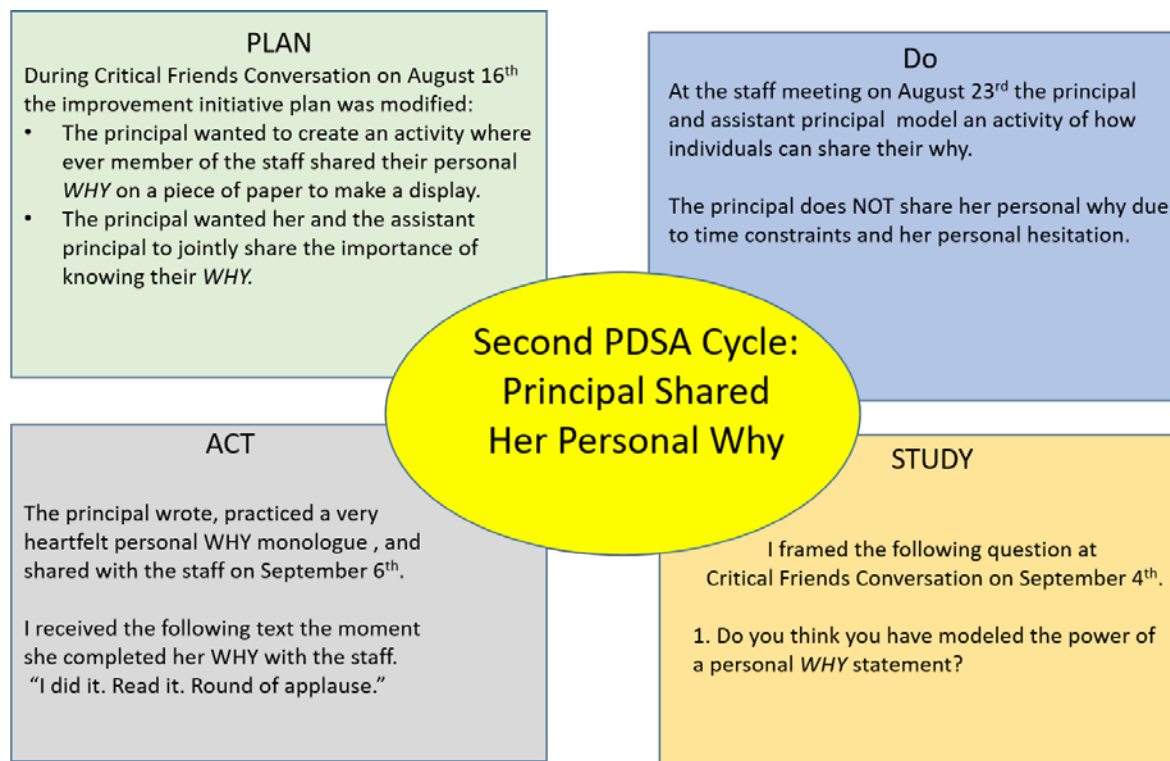 PLAN
During Critical Friends Conversation on August 16th
the improvement initiative plan was modified:
• The principal wanted to create an activity where
ever member of the staff shared their personal
WHY on a piece of paper to make a display.
• The principal wanted her and the assistant
principal to jointly share the importance of
knowing their WHY.
Do
At the staff meeting on August 23rd the principal
and assistant principal model an activity of how
individuals can share their why.
The principal does NOT share her personal why due
to time constraints and her personal hesitation.
Second PDSA Cycle:
Principal Shared
Her Personal Why
ACT
The principal wrote, practiced a very
heartfelt personal WHY monologue , and
shared with the staff on September 6th.
I received the following text the moment
she completed her WHY with the staff.
“I did it. Read it. Round of applause.”
STUDY
I framed the following question at
Critical Friends Conversation on September 4th.
1. Do you think you have modeled the power of
a personal WHY statement?